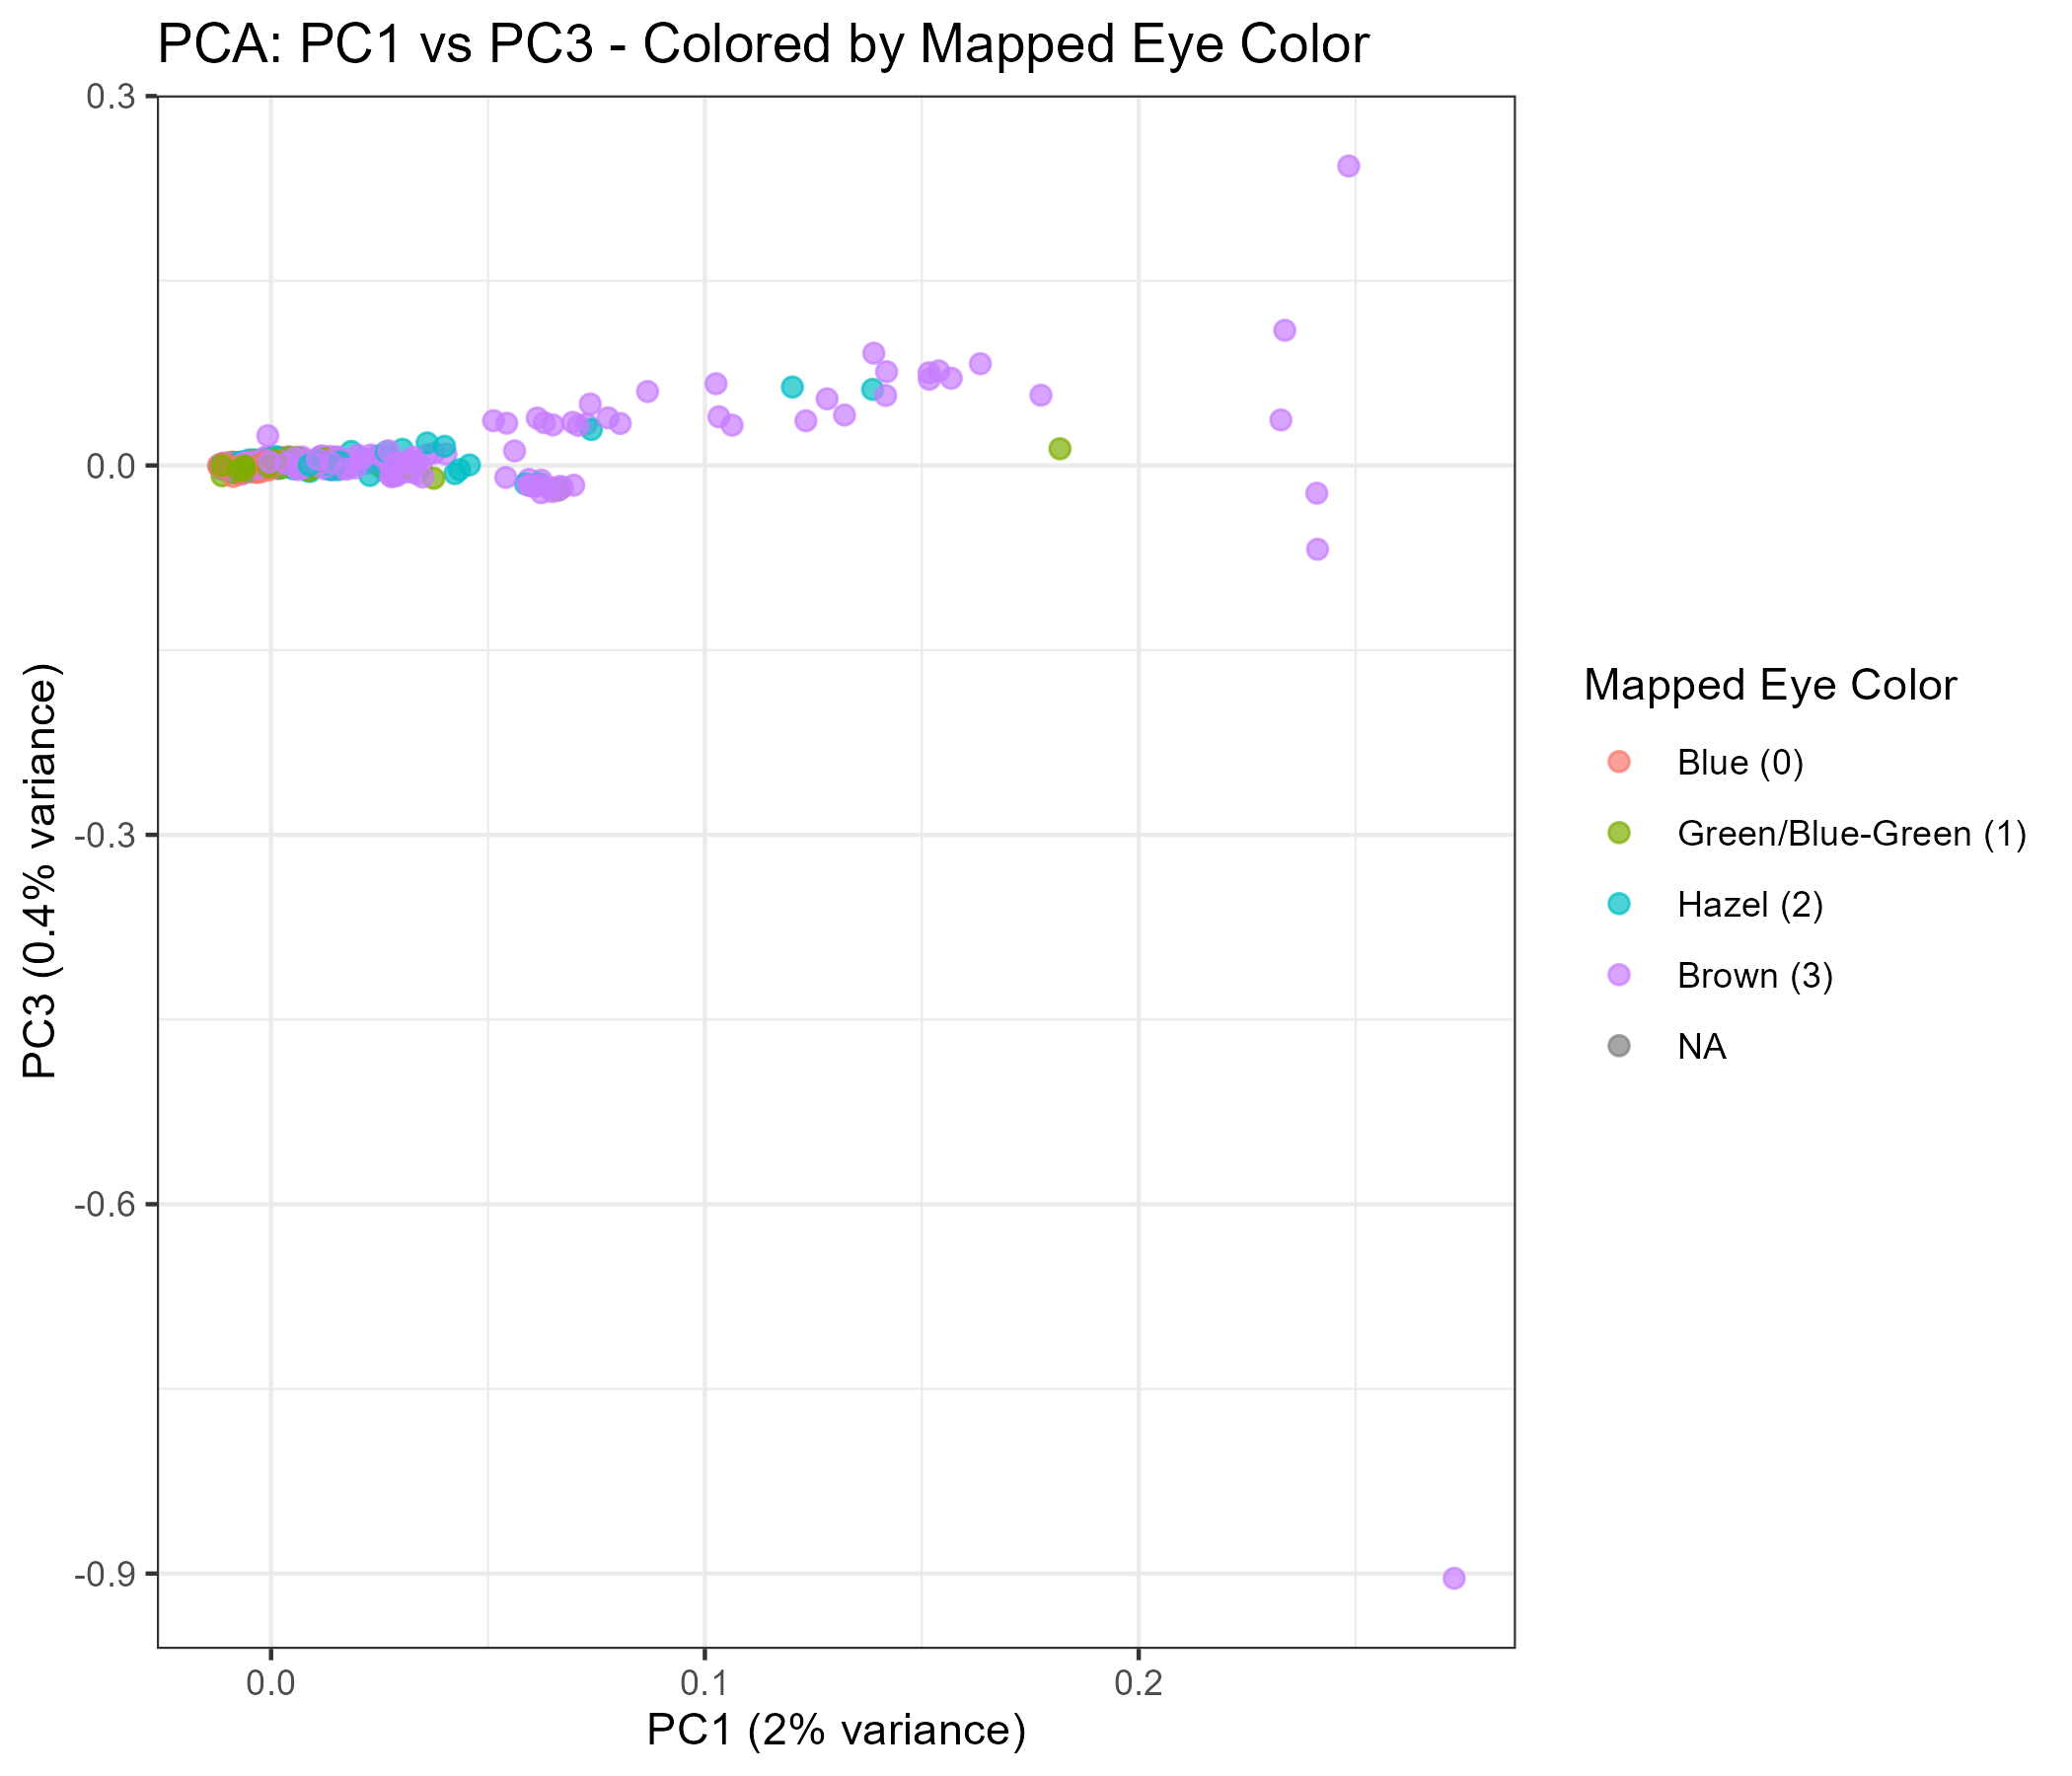 PCA: PC1 vs PC3 - Colored by Mapped Eye Color
0.3
0.0
-0.3
-0.6
-0.9
PC3 (0.4% variance)
0.0
0.1
0.2
PC1 (2% variance)
Mapped Eye Color
Blue (0)
Green/Blue-Green (1)
Hazel (2)
Brown (3)
NA